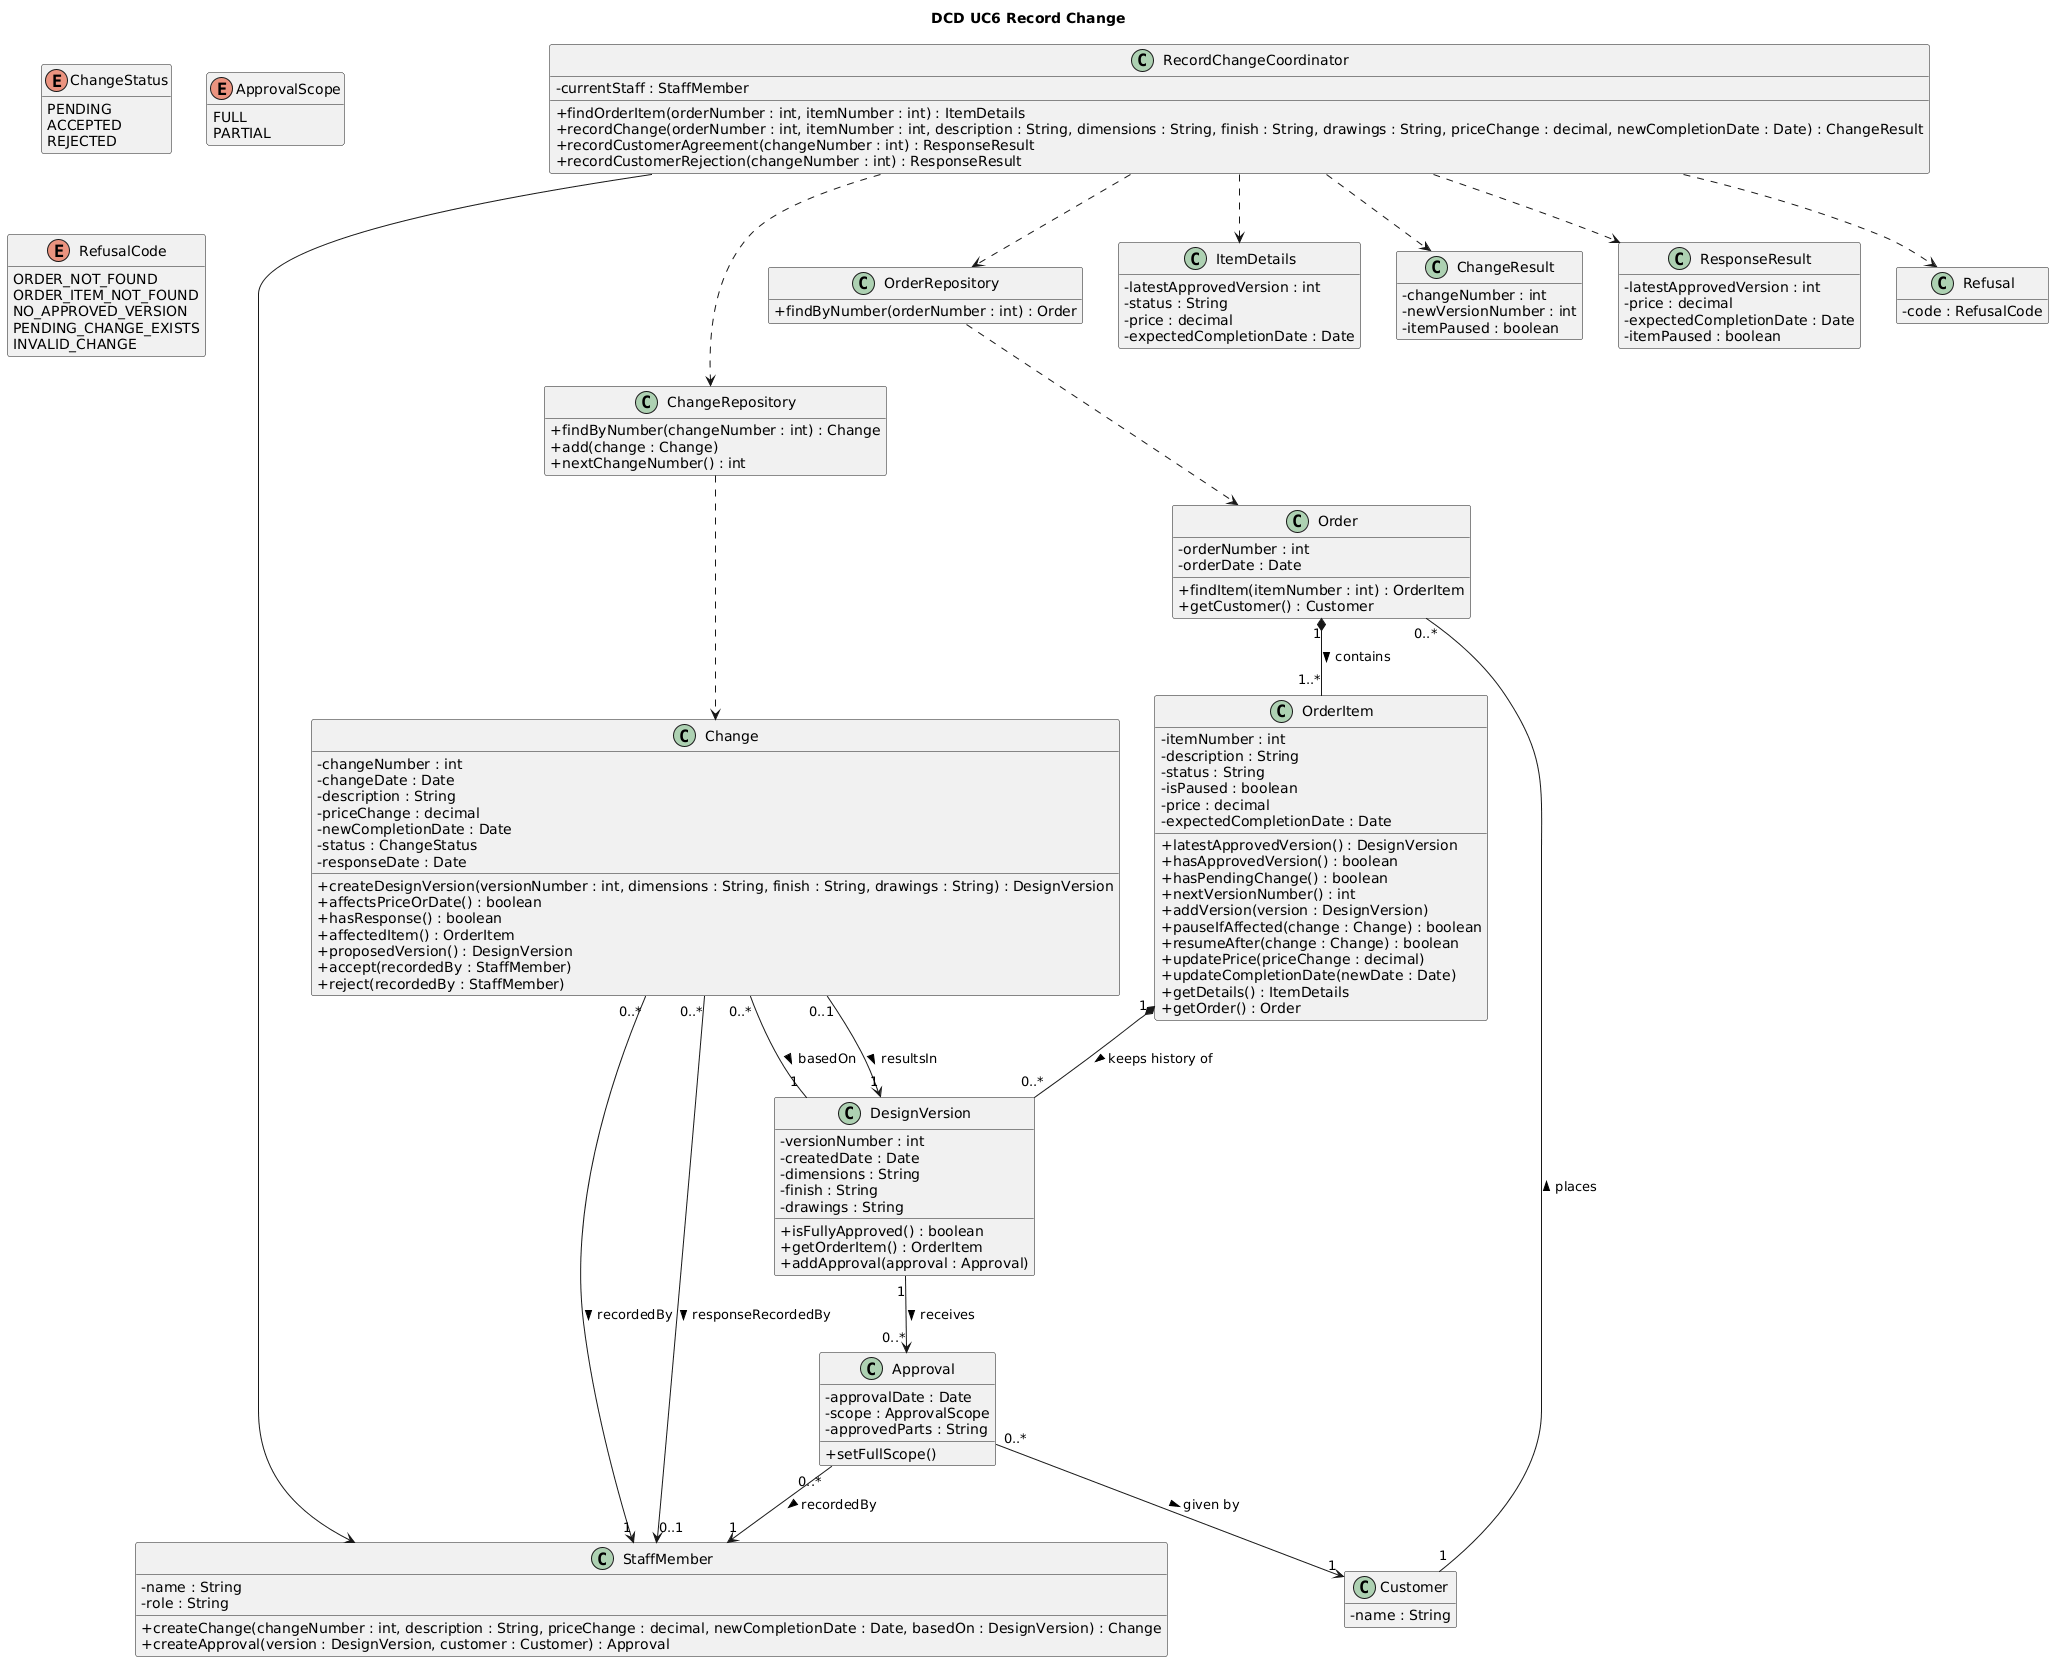 DCD UC6 Record Change
E ChangeStatus
PENDING
ACCEPTED
REJECTED
E ApprovalScope
FULL
PARTIAL
C RecordChangeCoordinator
-currentStaff : StaffMember
+findOrderItem(orderNumber : int, itemNumber : int) : ItemDetails
+recordChange(orderNumber : int, itemNumber : int, description : String, dimensions : String, finish : String, drawings : String, priceChange : decimal, newCompletionDate : Date) : ChangeResult
+recordCustomerAgreement(changeNumber : int) : ResponseResult
+recordCustomerRejection(changeNumber : int) : ResponseResult
E RefusalCode
ORDER_NOT_FOUND
ORDER_ITEM_NOT_FOUND
NO_APPROVED_VERSION
PENDING_CHANGE_EXISTS
INVALID_CHANGE
C OrderRepository
+findByNumber(orderNumber : int) : Order
C ItemDetails
-latestApprovedVersion : int
-status : String
-price : decimal
-expectedCompletionDate : Date
C ChangeResult
-changeNumber : int
-newVersionNumber : int
-itemPaused : boolean
C ResponseResult
-latestApprovedVersion : int
-price : decimal
-expectedCompletionDate : Date
-itemPaused : boolean
C Refusal
-code : RefusalCode
C ChangeRepository
+findByNumber(changeNumber : int) : Change
+add(change : Change)
+nextChangeNumber() : int
C Order
-orderNumber : int
-orderDate : Date
+findItem(itemNumber : int) : OrderItem
+getCustomer() : Customer
1
0..*
contains
1..*
C Change
-changeNumber : int
-changeDate : Date
-description : String
-priceChange : decimal
-newCompletionDate : Date
-status : ChangeStatus
-responseDate : Date
+createDesignVersion(versionNumber : int, dimensions : String, finish : String, drawings : String) : DesignVersion
+affectsPriceOrDate() : boolean
+hasResponse() : boolean
+affectedItem() : OrderItem
+proposedVersion() : DesignVersion
+accept(recordedBy : StaffMember)
+reject(recordedBy : StaffMember)
C OrderItem
-itemNumber : int
-description : String
-status : String
-isPaused : boolean
-price : decimal
-expectedCompletionDate : Date
+latestApprovedVersion() : DesignVersion
+hasApprovedVersion() : boolean
+hasPendingChange() : boolean
+nextVersionNumber() : int
+addVersion(version : DesignVersion)
+pauseIfAffected(change : Change) : boolean
+resumeAfter(change : Change) : boolean
+updatePrice(priceChange : decimal)
+updateCompletionDate(newDate : Date)
+getDetails() : ItemDetails
+getOrder() : Order
0..*
0..*
0..*
0..1
1
basedOn
resultsIn
keeps history of
1
1
0..*
C DesignVersion
-versionNumber : int
-createdDate : Date
-dimensions : String
-finish : String
-drawings : String
+isFullyApproved() : boolean
+getOrderItem() : OrderItem
+addApproval(approval : Approval)
places
1
recordedBy
responseRecordedBy
receives
0..*
C Approval
-approvalDate : Date
-scope : ApprovalScope
-approvedParts : String
+setFullScope()
0..*
0..*
recordedBy
given by
1
0..1
1
1
1
C StaffMember
-name : String
-role : String
+createChange(changeNumber : int, description : String, priceChange : decimal, newCompletionDate : Date, basedOn : DesignVersion) : Change
+createApproval(version : DesignVersion, customer : Customer) : Approval
C Customer
-name : String